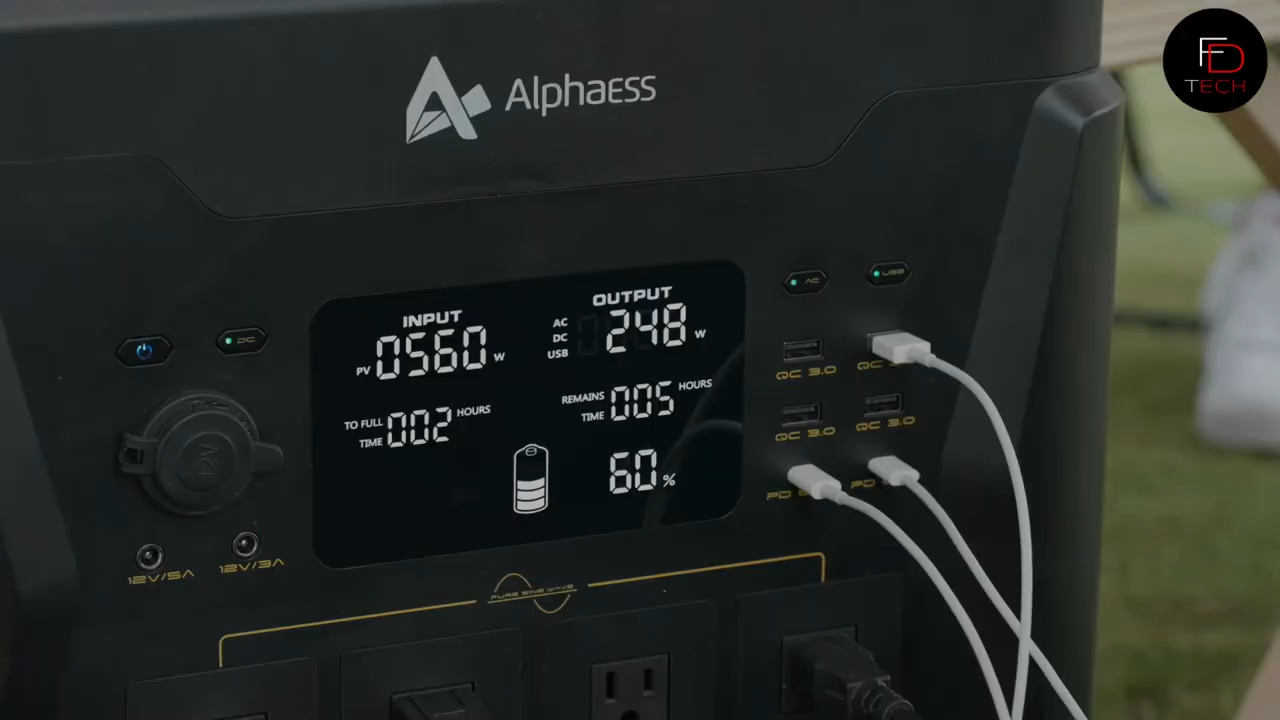 FD
TECH
Alphaess
AC
USB
DC
INPUT
PV 0560 W
OUTPUT
AC
DC
USB
248 W
TO FULL
TIME
002 HOURS
REMAINS
TIME
005 HOURS
60 %
QC 3.0
QC
QC 3.0
QC 3.0
PD
PD
12V
12V/5A
12V/3A
PURE SINE WAVE